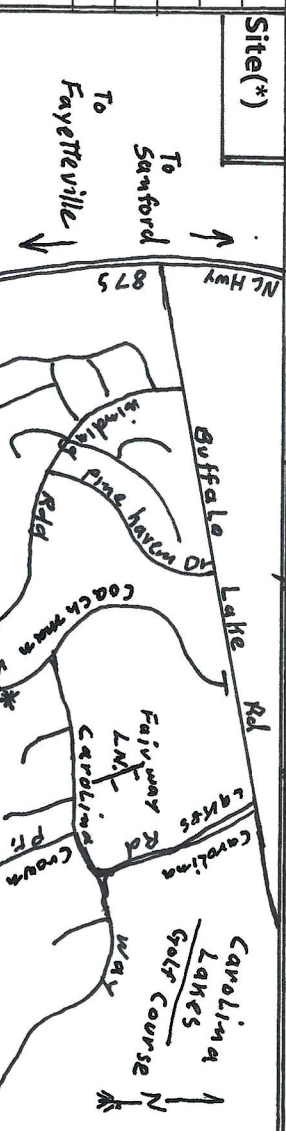 Site(*)
To
Sanford
To
Fayetteville
NC Hwy
87S
Buffalo Lake Rd
Winding
Rdg
Pine haven Dr
Coachman
*
Fairway
LN.
Carolina
Lakes
Rd
Carolina
Way
Crown
PT.
Carolina
Lakes
Golf Course
N